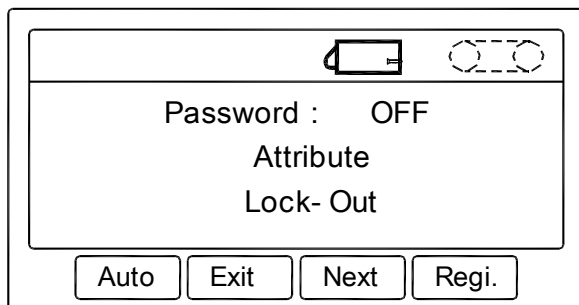 Password : OFF
Attribute
Lock- Out
Auto Exit Next Regi.